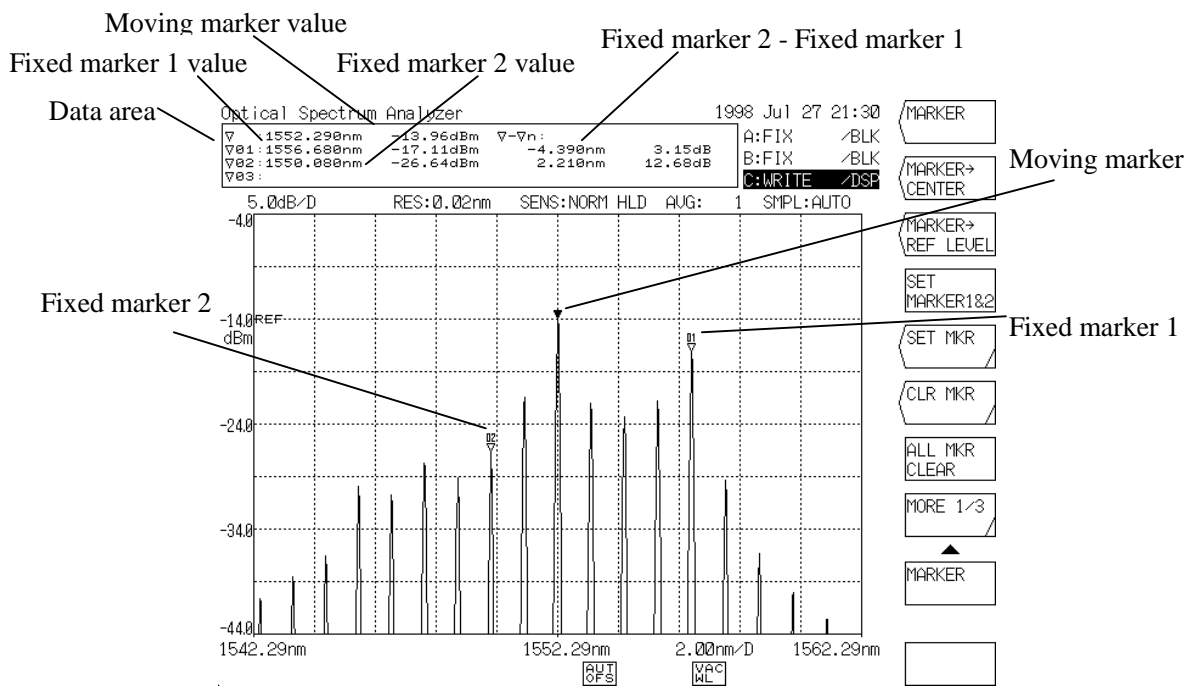 Moving marker value
Fixed marker 2 - Fixed marker 1
Fixed marker 1 value
Fixed marker 2 value
Data area
Optical Spectrum Analyzer
1998 Jul 27 21:30
∇ :1552.290nm -13.96dBm ∇-∇n:
∇01:1556.680nm -17.11dBm -4.390nm 3.15dB
∇02:1550.080nm -26.64dBm 2.210nm 12.68dB
∇03:
A:FIX /BLK
B:FIX /BLK
C:WRITE /DSP
5.0dB/D RES:0.02nm SENS:NORM HLD AVG: 1 SMPL:AUTO
Moving marker
Fixed marker 2
Fixed marker 1
-4.0
-14.0 REF
dBm
-24.0
-34.0
-44.0
01
02
1542.29nm 1552.29nm 2.00nm/D 1562.29nm
AUT
OFS
VAC
WL
MARKER
MARKER→
CENTER
MARKER→
REF LEVEL
SET
MARKER1&2
SET MKR
CLR MKR
ALL MKR
CLEAR
MORE 1/3
MARKER